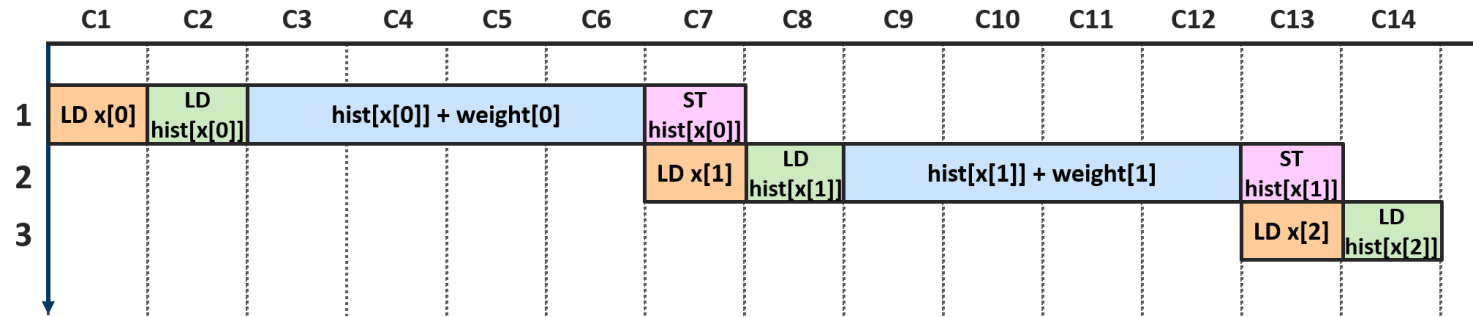 C1 C2 C3 C4 C5 C6 C7 C8 C9 C10 C11 C12 C13 C14
1
LD x[0]
LD
hist[x[0]]
hist[x[0]] + weight[0]
ST
hist[x[0]]
2
LD x[1]
LD
hist[x[1]]
hist[x[1]] + weight[1]
ST
hist[x[1]]
3
LD x[2]
LD
hist[x[2]]